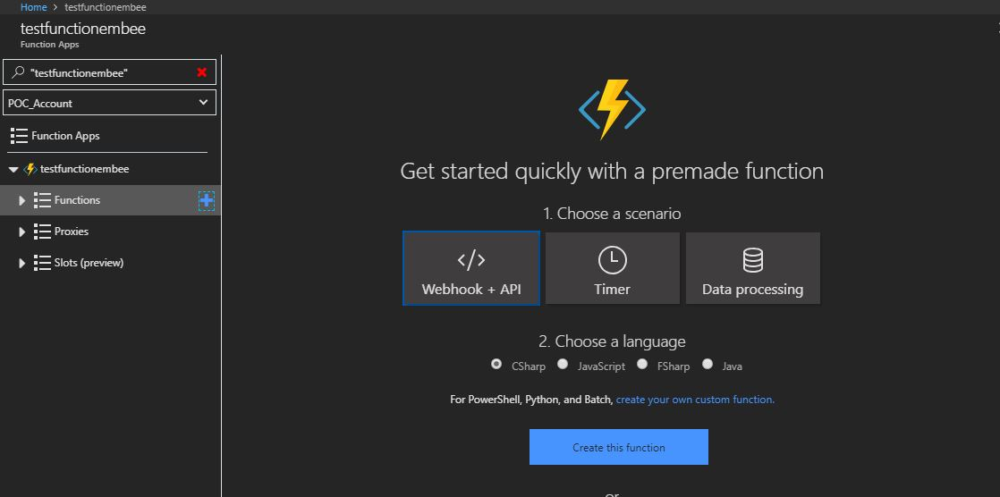 Home > testfunctionembee
testfunctionembee
Function Apps
"testfunctionembee"
POC_Account
Function Apps
testfunctionembee
Functions
Proxies
Slots (preview)
Get started quickly with a premade function
1. Choose a scenario
</>
Webhook + API Timer Data processing
2. Choose a language
CSharp JavaScript FSharp Java
For PowerShell, Python, and Batch, create your own custom function.
Create this function
or